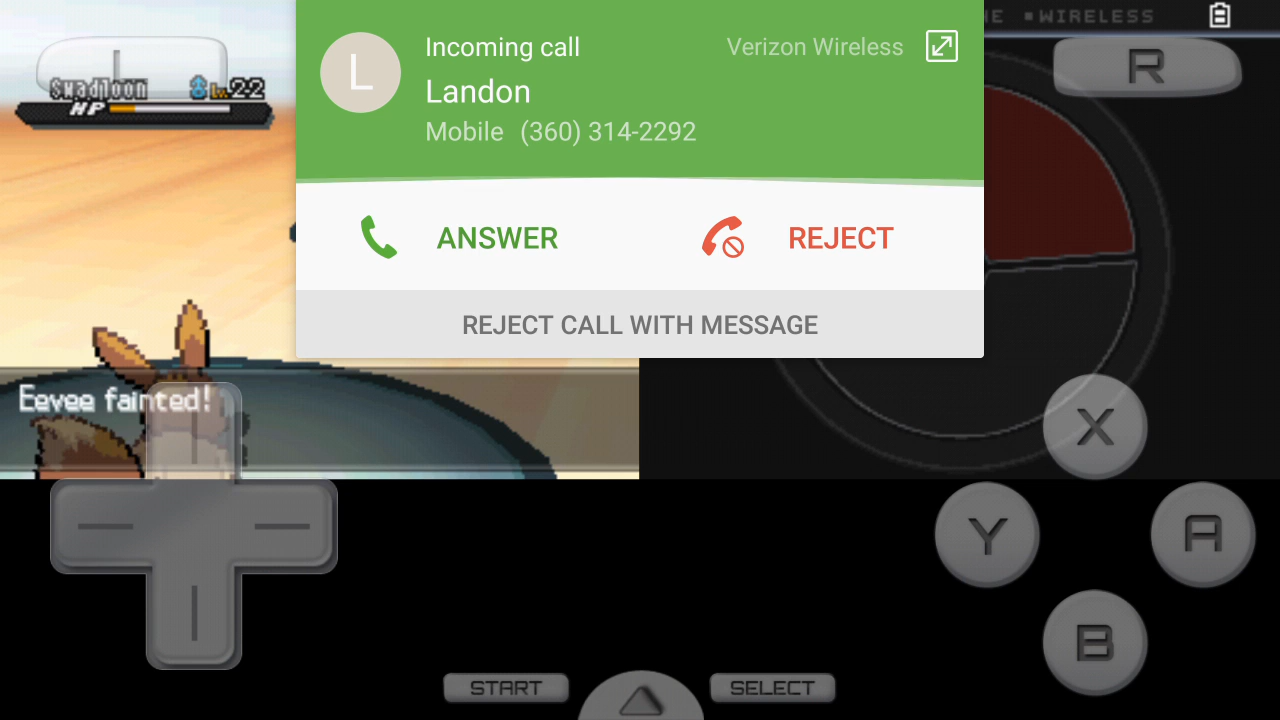 L
Incoming call
Verizon Wireless
Landon
Mobile (360) 314-2292
ANSWER
REJECT
REJECT CALL WITH MESSAGE
L
Swadloon ♂ Lv.22
HP
WIRELESS
R
Eevee fainted!
X
Y
A
B
START
SELECT